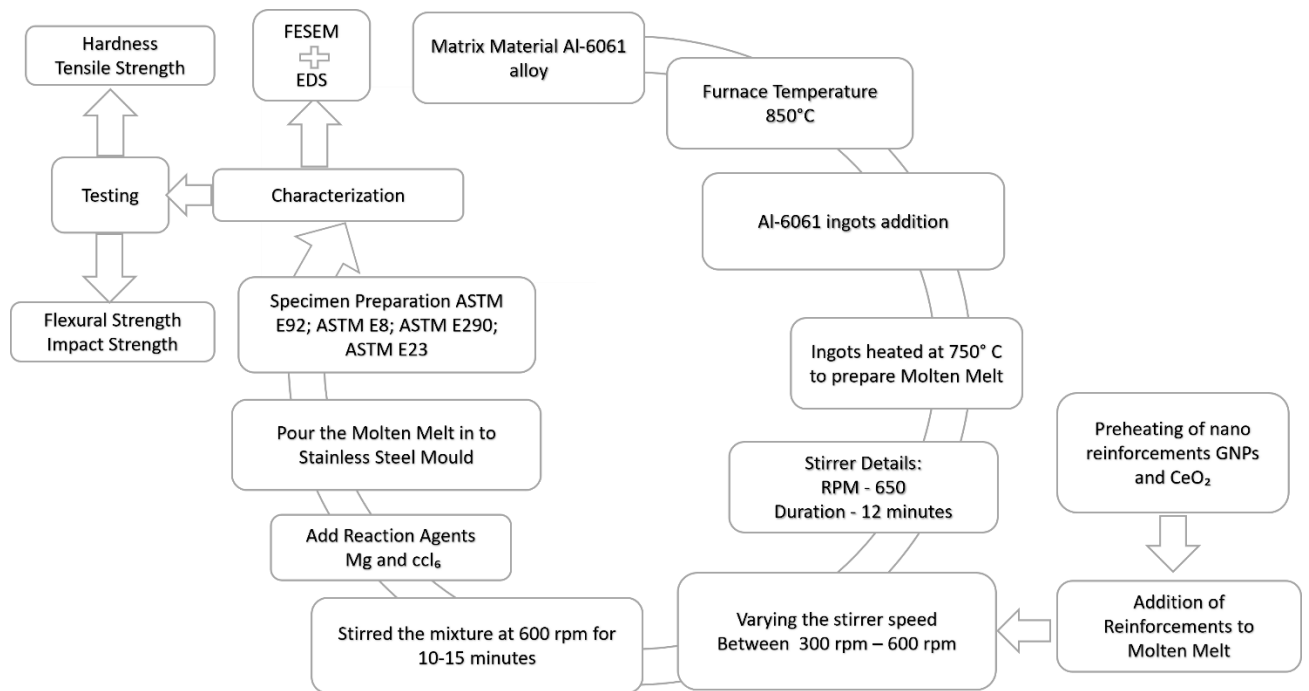 Matrix Material Al-6061
alloy
Furnace Temperature
850°C
Al-6061 ingots addition
Ingots heated at 750° C
to prepare Molten Melt
Stirrer Details:
RPM - 650
Duration - 12 minutes
Preheating of nano
reinforcements GNPs
and CeO₂
Addition of
Reinforcements to
Molten Melt
Varying the stirrer speed
Between 300 rpm – 600 rpm
Stirred the mixture at 600 rpm for
10-15 minutes
Add Reaction Agents
Mg and ccl₆
Pour the Molten Melt in to
Stainless Steel Mould
Specimen Preparation ASTM
E92; ASTM E8; ASTM E290;
ASTM E23
Characterization
FESEM
EDS
Testing
Hardness
Tensile Strength
Flexural Strength
Impact Strength